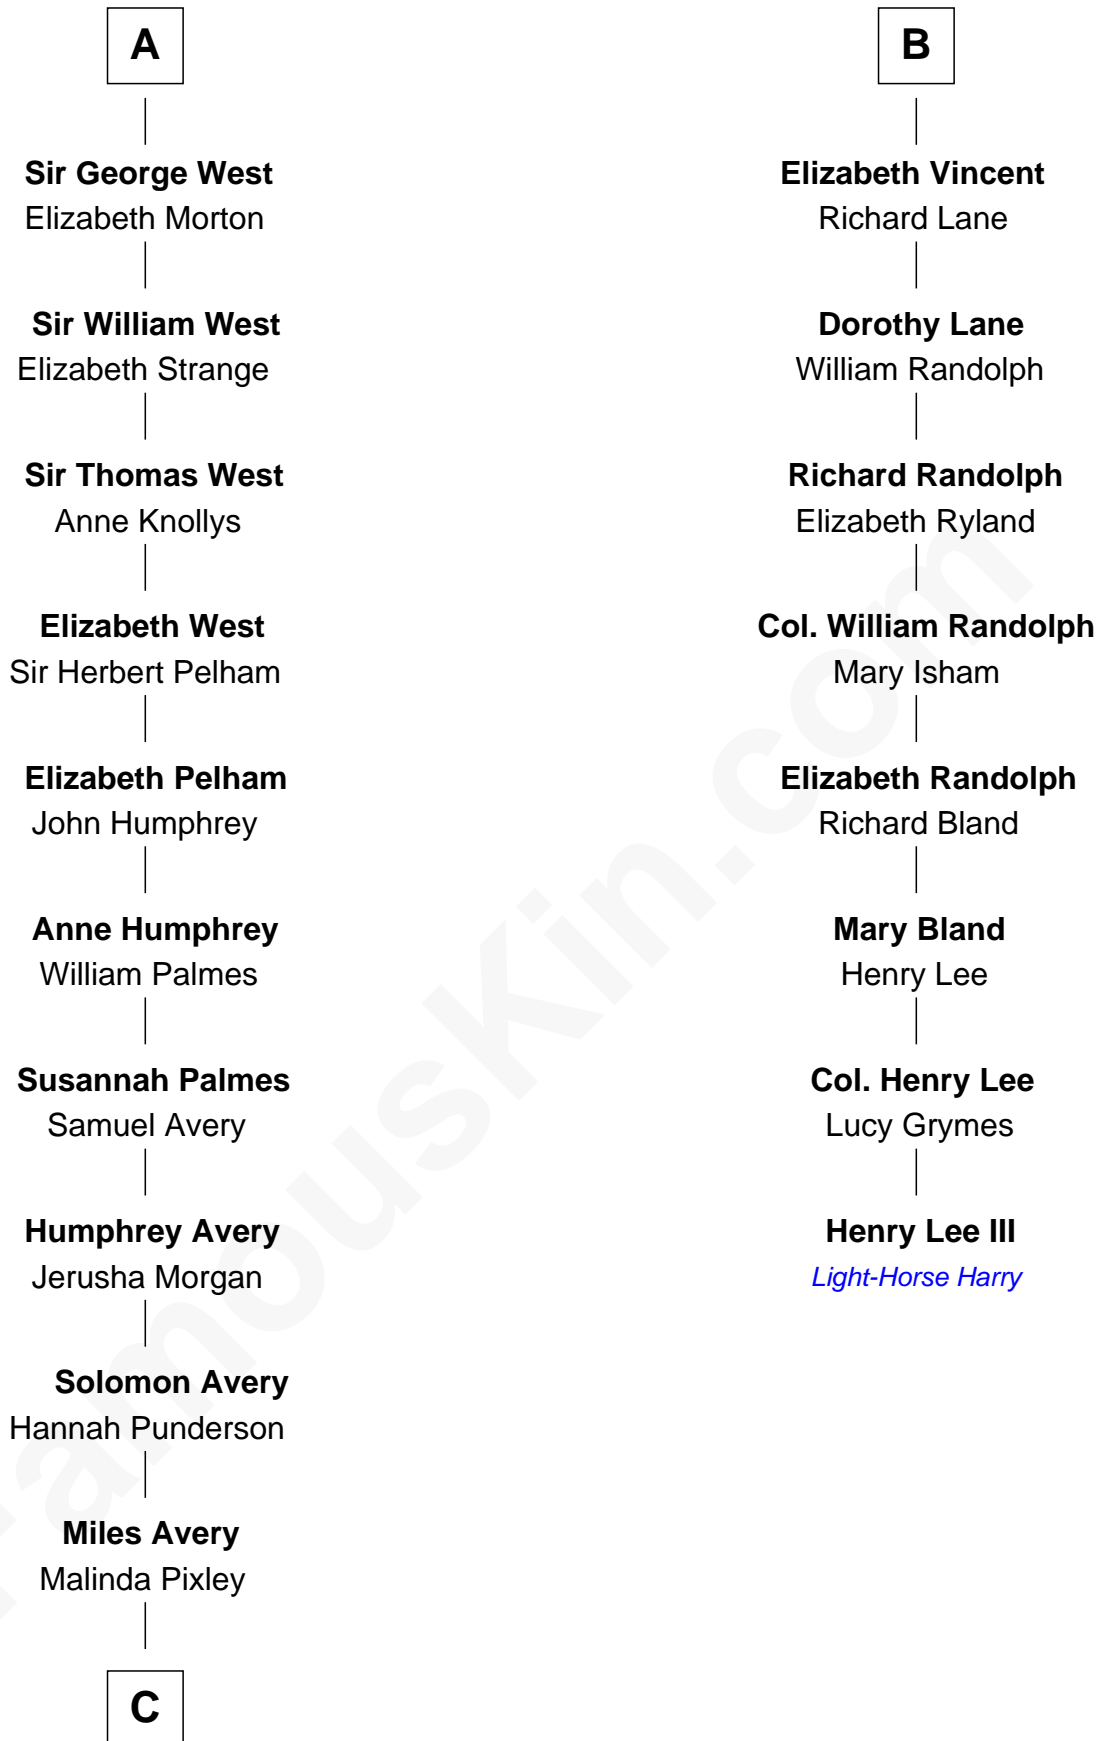 A
Sir George West
Elizabeth Morton
Sir William West
Elizabeth Strange
Sir Thomas West
Anne Knollys
Elizabeth West
Sir Herbert Pelham
Elizabeth Pelham
John Humphrey
Anne Humphrey
William Palmes
Susannah Palmes
Samuel Avery
Humphrey Avery
Jerusha Morgan
Solomon Avery
Hannah Punderson
Miles Avery
Malinda Pixley
C
B
Elizabeth Vincent
Richard Lane
Dorothy Lane
William Randolph
Richard Randolph
Elizabeth Ryland
Col. William Randolph
Mary Isham
Elizabeth Randolph
Richard Bland
Mary Bland
Henry Lee
Col. Henry Lee
Lucy Grymes
Henry Lee III
Light-Horse Harry
FamousKin.com